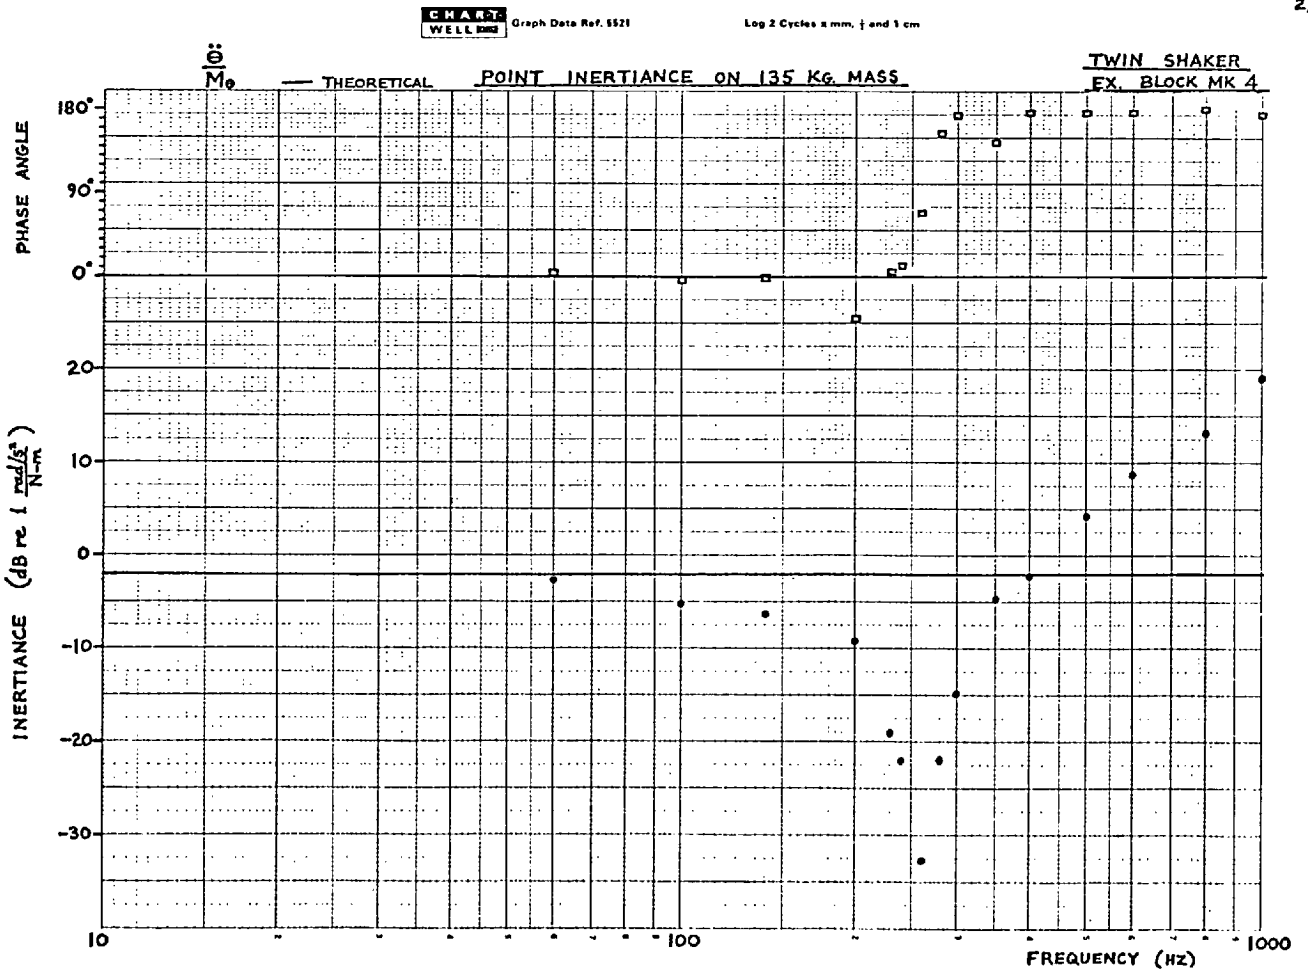 2
CHART
WELL
Graph Data Ref. 5521
Log 2 Cycles x mm, ½ and 1 cm
θ̈
Mθ
— THEORETICAL
POINT INERTIANCE ON 135 KG. MASS
TWIN SHAKER
EX. BLOCK MK 4
PHASE ANGLE
180°
90°
0°
INERTIANCE (dB re 1 rad/s²
N-m)
20
10
0
-10
-20
-30
10
100
1000
FREQUENCY (HZ)